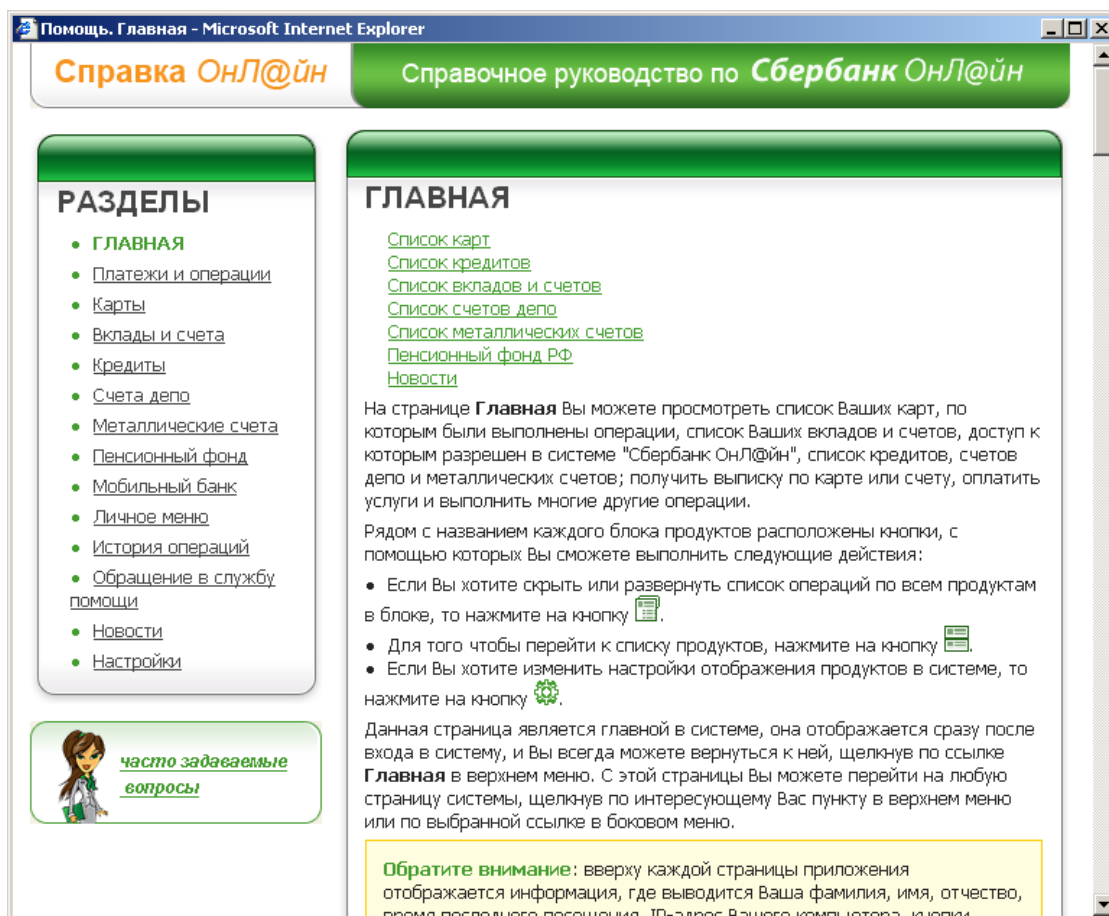 Помощь. Главная - Microsoft Internet Explorer
Справка ОнЛ@йн
Справочное руководство по Сбербанк ОнЛ@йн
РАЗДЕЛЫ
• ГЛАВНАЯ
• Платежи и операции
• Карты
• Вклады и счета
• Кредиты
• Счета депо
• Металлические счета
• Пенсионный фонд
• Мобильный банк
• Личное меню
• История операций
• Обращение в службу
помощи
• Новости
• Настройки
часто задаваемые
вопросы
ГЛАВНАЯ
Список карт
Список кредитов
Список вкладов и счетов
Список счетов депо
Список металлических счетов
Пенсионный фонд РФ
Новости
На странице Главная Вы можете просмотреть список Ваших карт, по
которым были выполнены операции, список Ваших вкладов и счетов, доступ к
которым разрешен в системе "Сбербанк ОнЛ@йн", список кредитов, счетов
депо и металлических счетов; получить выписку по карте или счету, оплатить
услуги и выполнить многие другие операции.
Рядом с названием каждого блока продуктов расположены кнопки, с
помощью которых Вы сможете выполнить следующие действия:
• Если Вы хотите скрыть или развернуть список операций по всем продуктам
в блоке, то нажмите на кнопку .
• Для того чтобы перейти к списку продуктов, нажмите на кнопку .
• Если Вы хотите изменить настройки отображения продуктов в системе, то
нажмите на кнопку .
Данная страница является главной в системе, она отображается сразу после
входа в систему, и Вы всегда можете вернуться к ней, щелкнув по ссылке
Главная в верхнем меню. С этой страницы Вы можете перейти на любую
страницу системы, щелкнув по интересующему Вас пункту в верхнем меню
или по выбранной ссылке в боковом меню.
Обратите внимание: вверху каждой страницы приложения
отображается информация, где выводится Ваша фамилия, имя, отчество,
время последнего посещения, IP-адрес Вашего компьютера, кнопки